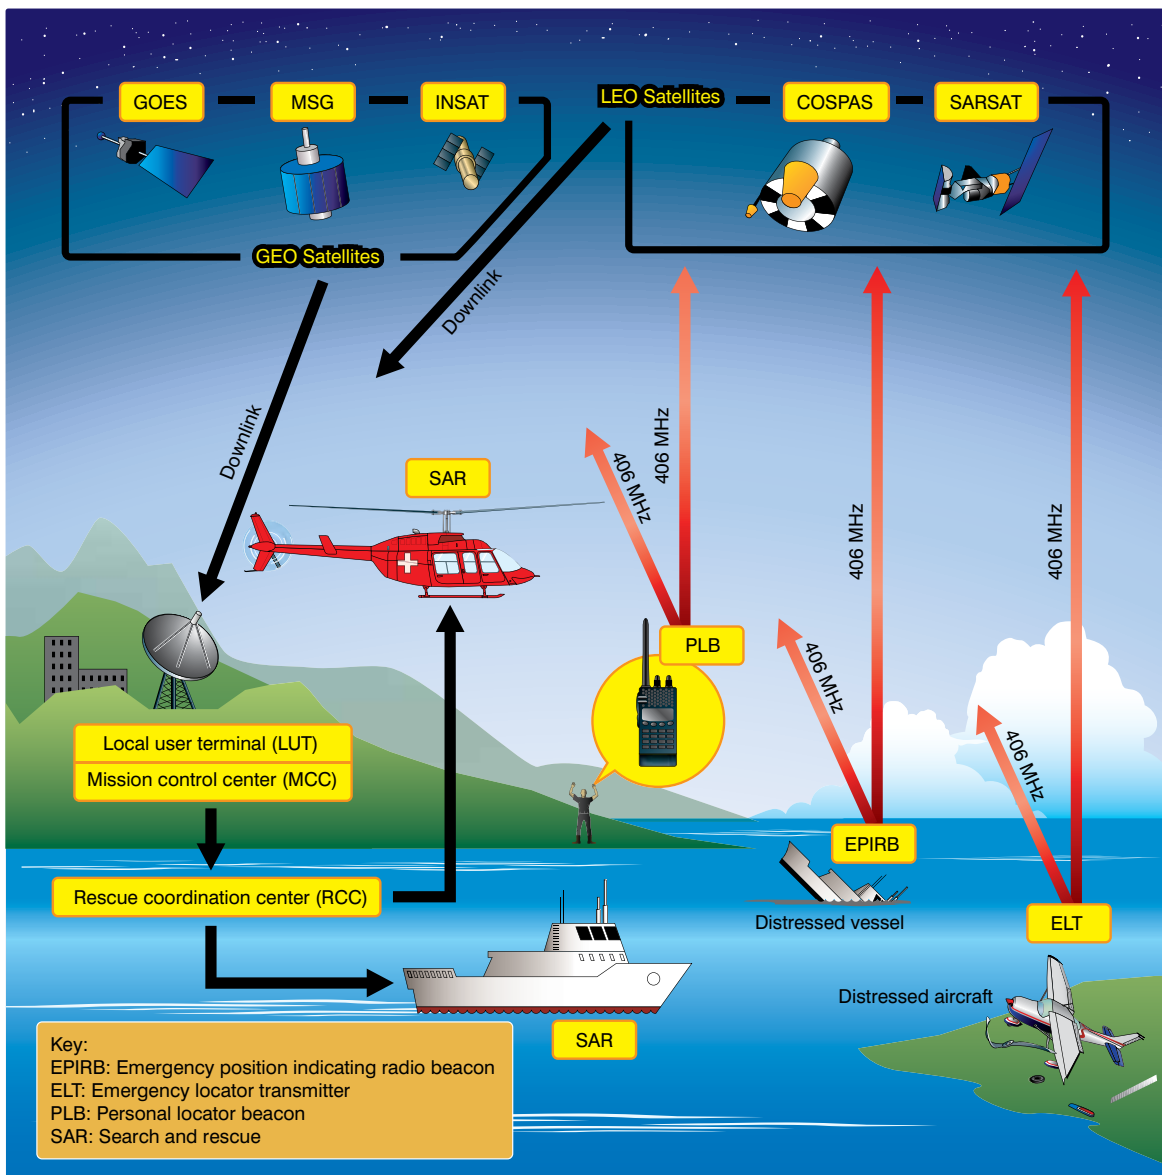 GOES
MSG
INSAT
LEO Satellites
COSPAS
SARSAT
GEO Satellites
Downlink
Downlink
406 MHz
406 MHz
406 MHz
406 MHz
406 MHz
406 MHz
SAR
PLB
Local user terminal (LUT)
Mission control center (MCC)
EPIRB
Rescue coordination center (RCC)
Distressed vessel
ELT
Distressed aircraft
SAR
Key:
EPIRB: Emergency position indicating radio beacon
ELT: Emergency locator transmitter
PLB: Personal locator beacon
SAR: Search and rescue